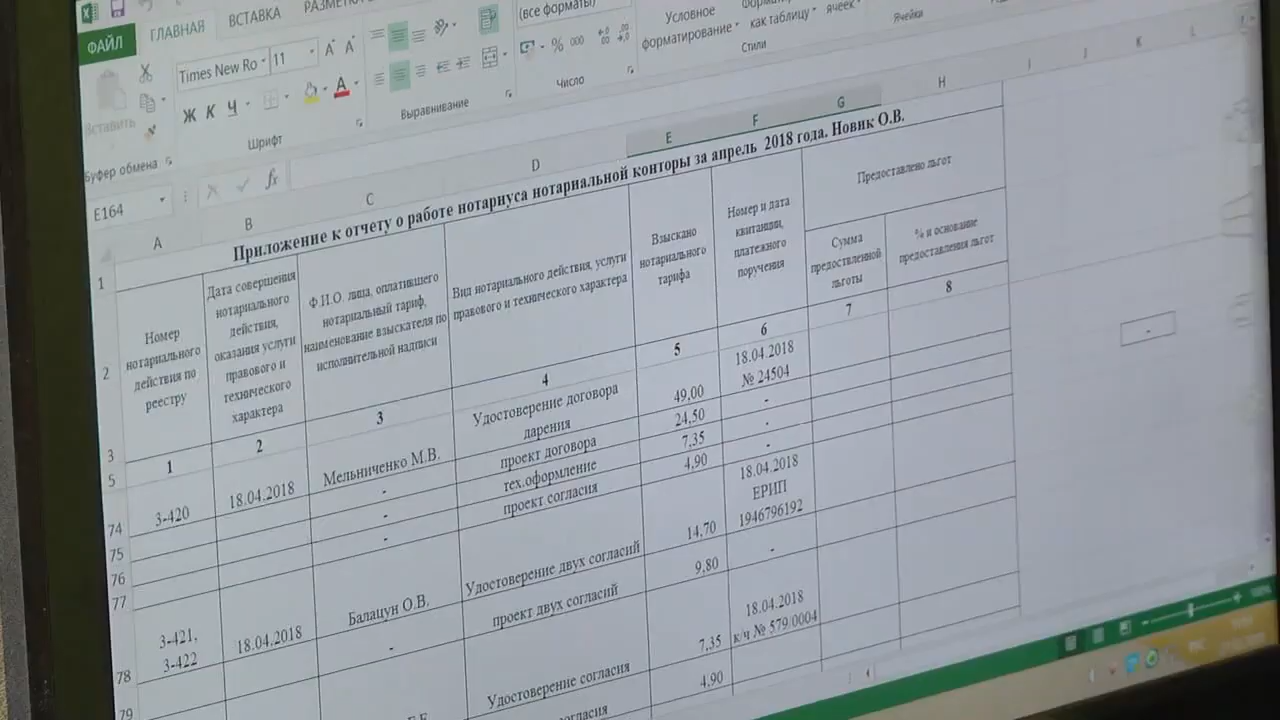 ФАЙЛ
ГЛАВНАЯ
ВСТАВКА
(все форматы)
Times New Ro
11
Вставить
Ж К Ч
% 000
Условное
форматирование
как таблицу
ячеек
Буфер обмена
Шрифт
Выравнивание
Число
Стили
Ячейки
E164
fx
A B C D E F G H I J K L
1
Приложение к отчету о работе нотариуса нотариальной конторы за апрель 2018 года. Новик О.В.
2
Номер
нотариального
действия по
реестру
Дата совершения
нотариального
действия,
оказания услуги
правового и
технического
характера
Ф.И.О. лица, оплатившего
нотариальный тариф,
наименование взыскателя по
исполнительной надписи
Вид нотариального действия, услуги
правового и технического характера
Взыскано
нотариального
тарифа
Номер и дата
квитанции,
платежного
поручения
Предоставлено льгот
Сумма
предоставленной
льготы
% и основание
предоставления льгот
3
5
1 2 3 4 5 6 7 8
74
3-420
18.04.2018
Мельниченко М.В.
Удостоверение договора
дарения
49,00
18.04.2018
№ 24504
75
-
проект договора
24,50
-
76
-
тех.оформление
7,35
-
77
-
проект согласия
4,90
-
78
3-421,
3-422
18.04.2018
Балацун О.В.
Удостоверение двух согласий
14,70
18.04.2018
ЕРИП
1946796192
79
-
проект двух согласий
9,80
-
Удостоверение согласия
7,35
18.04.2018
к/ч № 579/0004
согласия
4,90
-